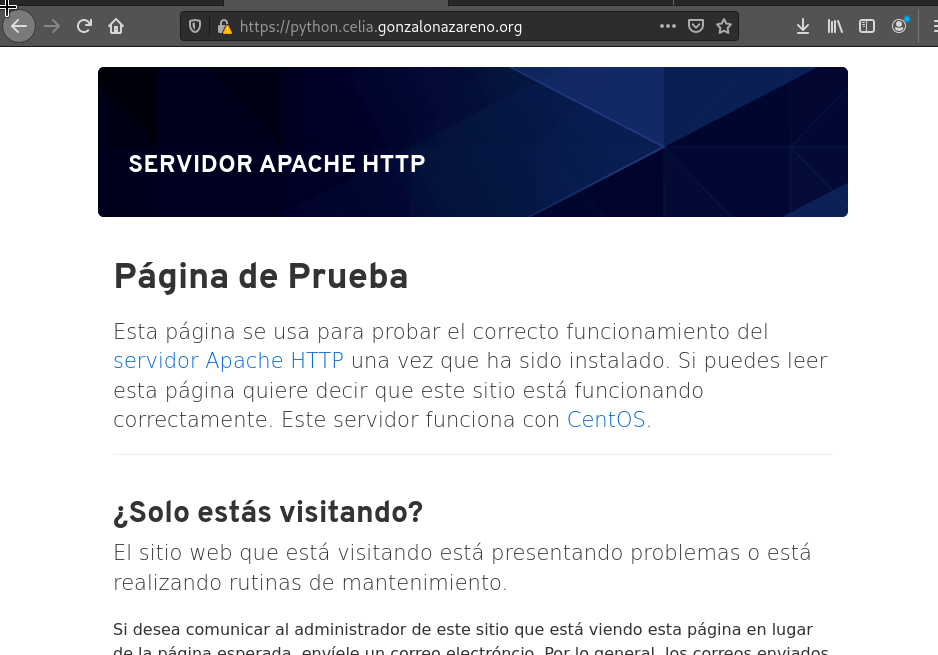 https://python.celia.gonzalonazareno.org
SERVIDOR APACHE HTTP
Página de Prueba
Esta página se usa para probar el correcto funcionamiento del
servidor Apache HTTP una vez que ha sido instalado. Si puedes leer
esta página quiere decir que este sitio está funcionando
correctamente. Este servidor funciona con CentOS.
¿Solo estás visitando?
El sitio web que está visitando está presentando problemas o está
realizando rutinas de mantenimiento.
Si desea comunicar al administrador de este sitio que está viendo esta página en lugar
de la página esperada, envíele un correo electróncio. Por lo general, los correos enviados